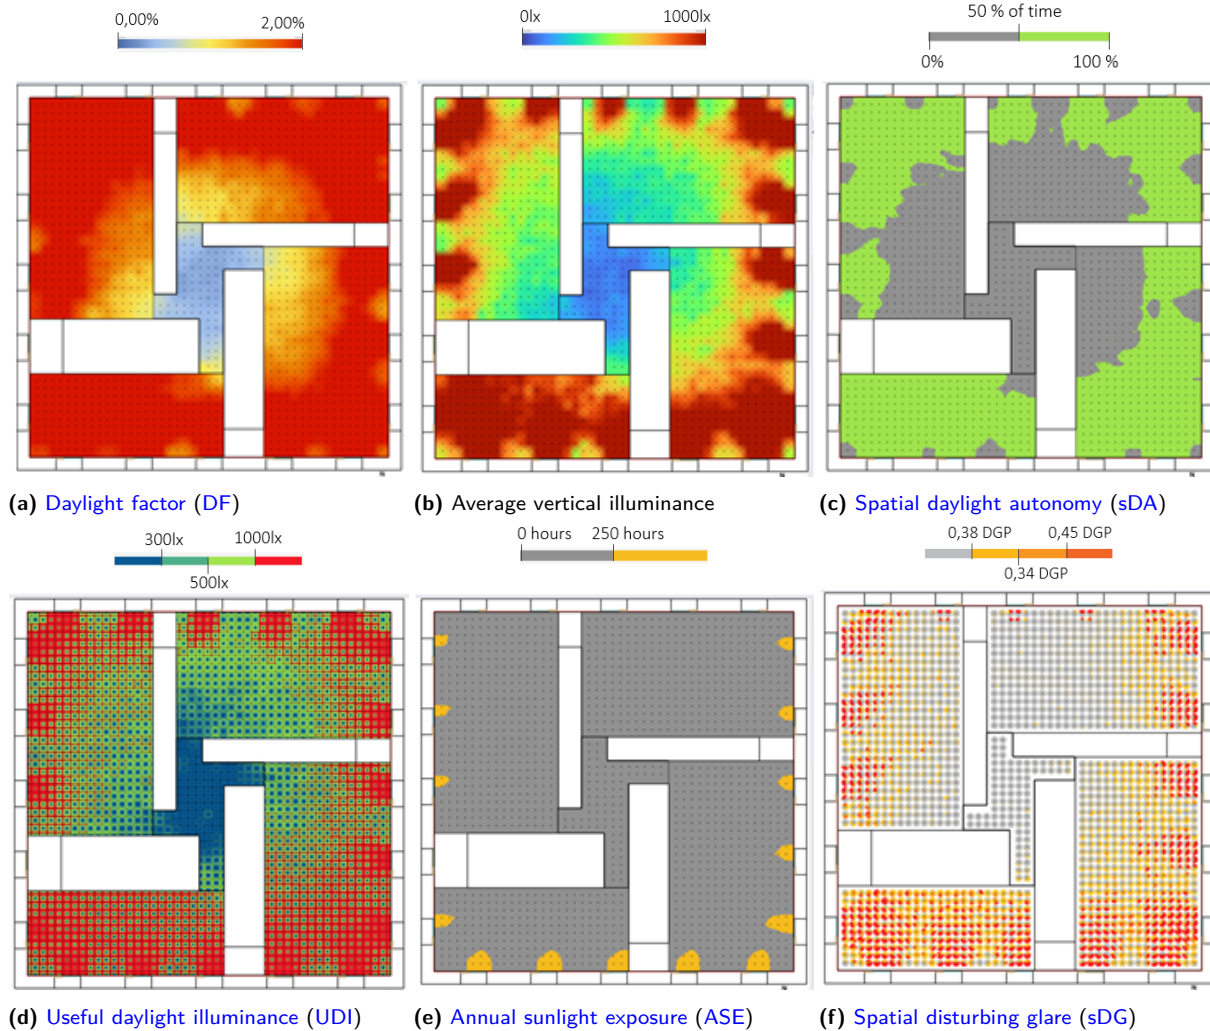 0,00%
2,00%
0lx
1000lx
50 % of time
0%
100 %
(a) Daylight factor (DF)
(b) Average vertical illuminance
(c) Spatial daylight autonomy (sDA)
300lx
1000lx
500lx
0 hours
250 hours
0,38 DGP
0,45 DGP
0,34 DGP
(d) Useful daylight illuminance (UDI)
(e) Annual sunlight exposure (ASE)
(f) Spatial disturbing glare (sDG)